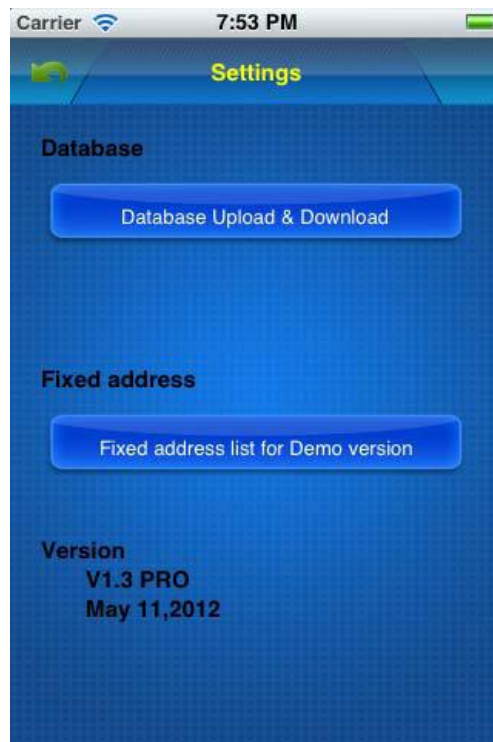 Carrier 7:53 PM
Settings
Database
Database Upload & Download
Fixed address
Fixed address list for Demo version
Version
V1.3 PRO
May 11,2012